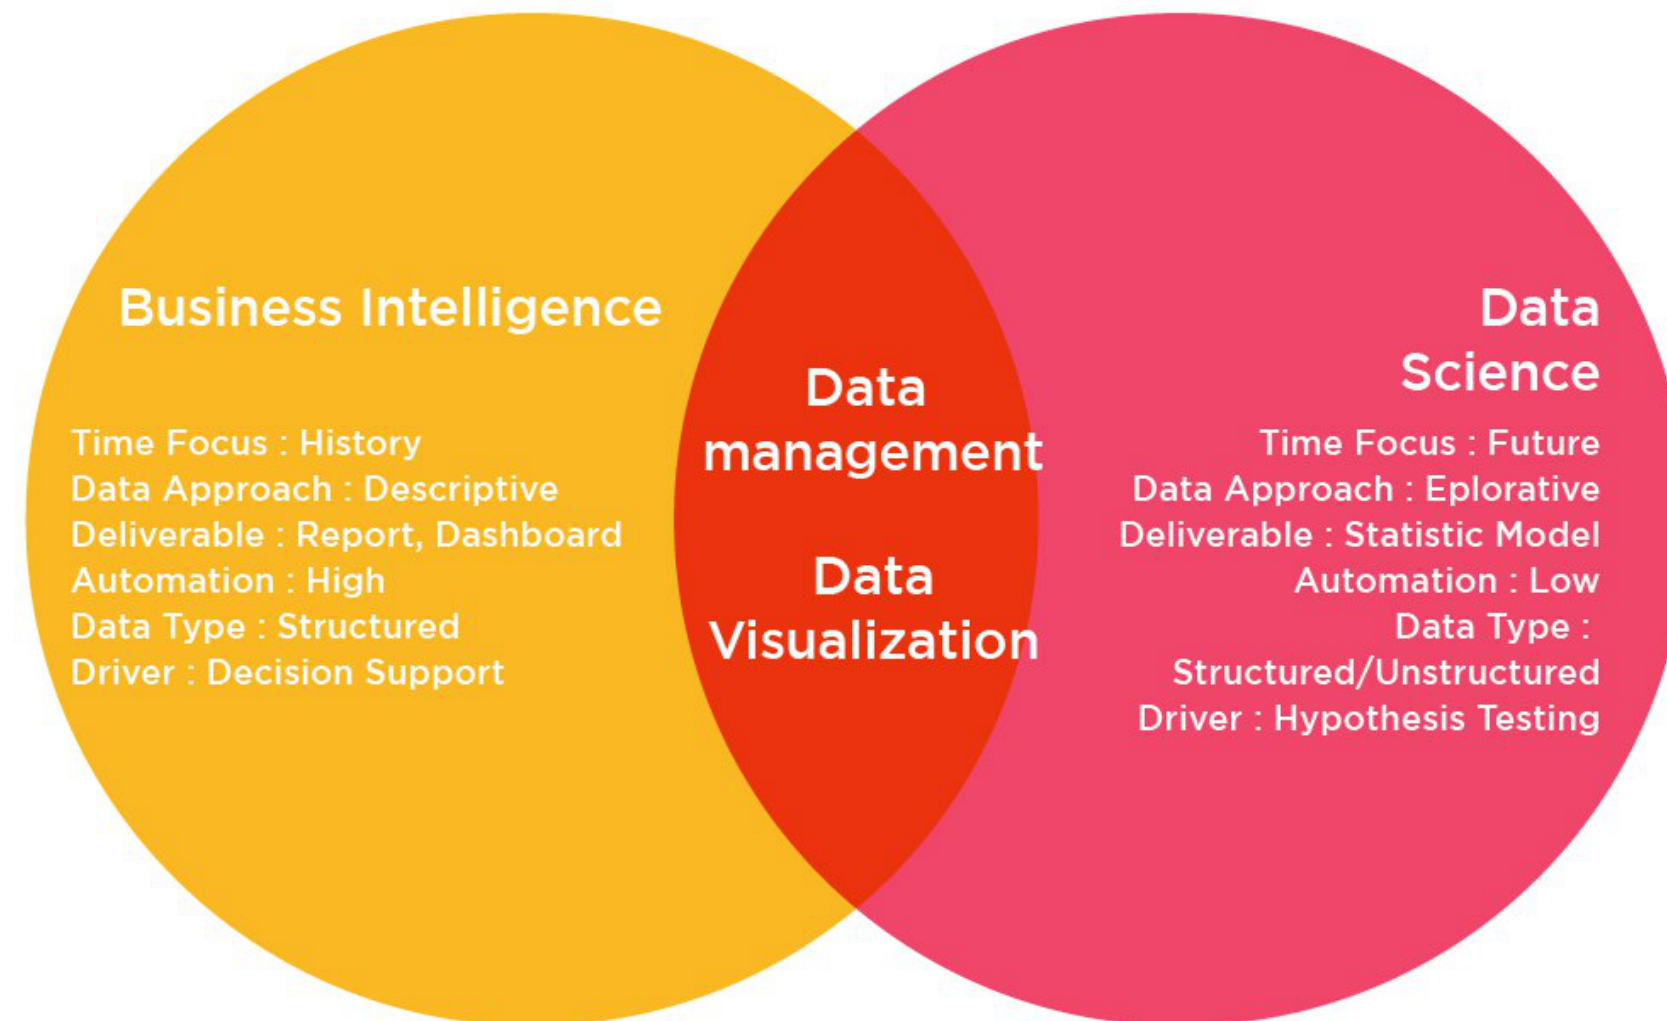 Business Intelligence
Time Focus : History
Data Approach : Descriptive
Deliverable : Report, Dashboard
Automation : High
Data Type : Structured
Driver : Decision Support
Data
management
Data
Visualization
Data
Science
Time Focus : Future
Data Approach : Eplorative
Deliverable : Statistic Model
Automation : Low
Data Type :
Structured/Unstructured
Driver : Hypothesis Testing